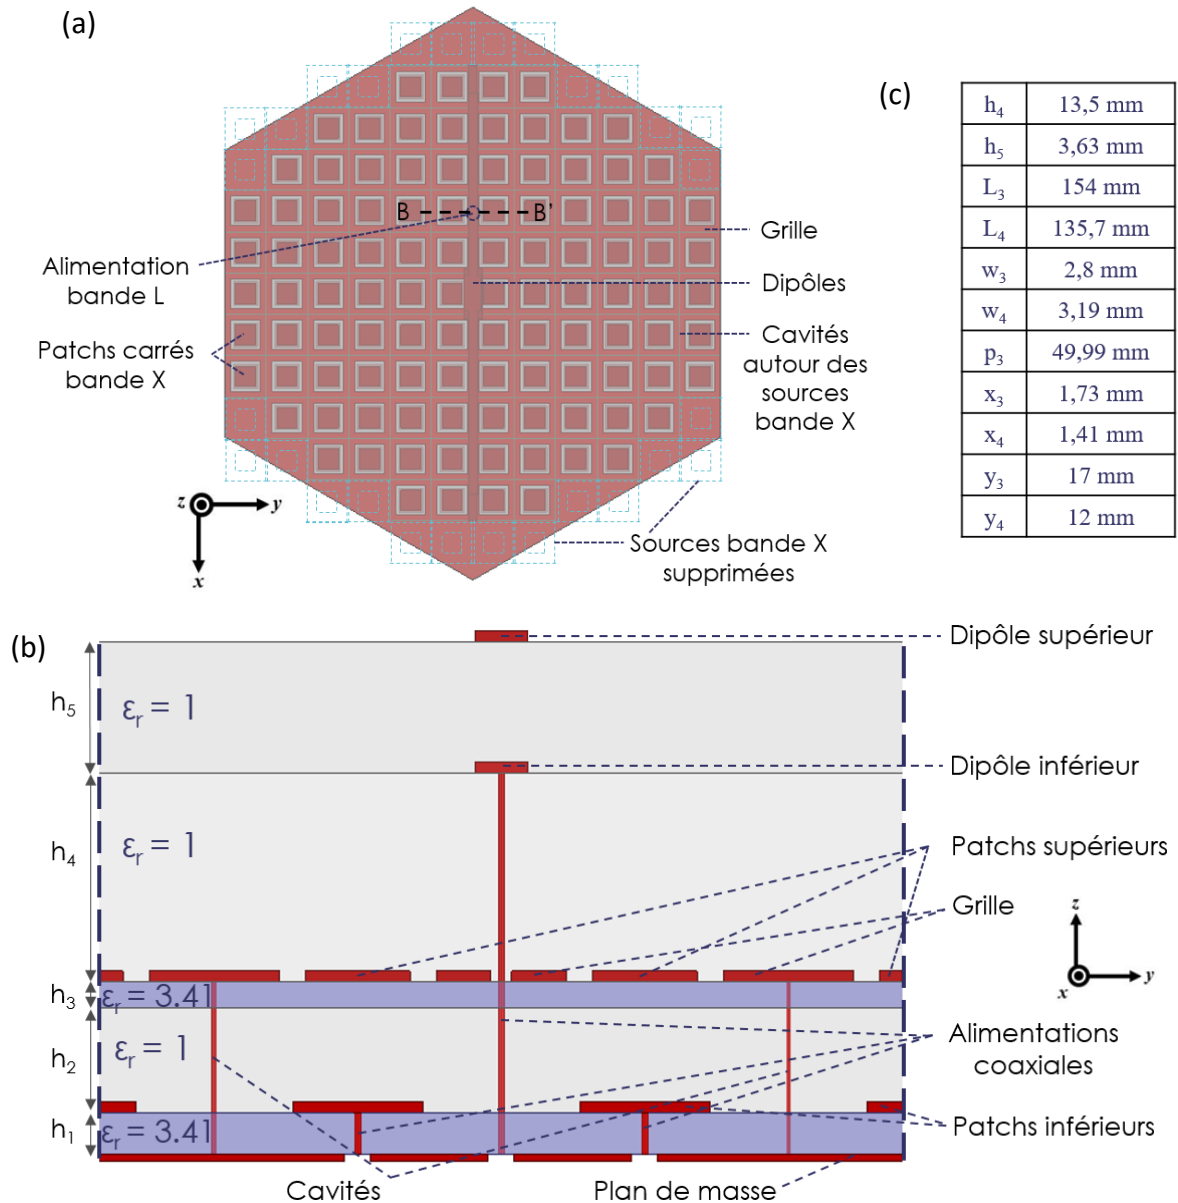 (a)
B
B'
Alimentation
bande L
Patchs carrés
bande X
Grille
Dipôles
Cavités
autour des
sources
bande X
Sources bande X
supprimées
z
y
x
(c)
h4 13,5 mm
h5 3,63 mm
L3 154 mm
L4 135,7 mm
w3 2,8 mm
w4 3,19 mm
p3 49,99 mm
x3 1,73 mm
x4 1,41 mm
y3 17 mm
y4 12 mm
(b)
Dipôle supérieur
h5
εr = 1
Dipôle inférieur
h4
εr = 1
Patchs supérieurs
Grille
z
y
x
h3
εr = 3.41
h2
εr = 1
Alimentations
coaxiales
h1
εr = 3.41
Patchs inférieurs
Cavités
Plan de masse